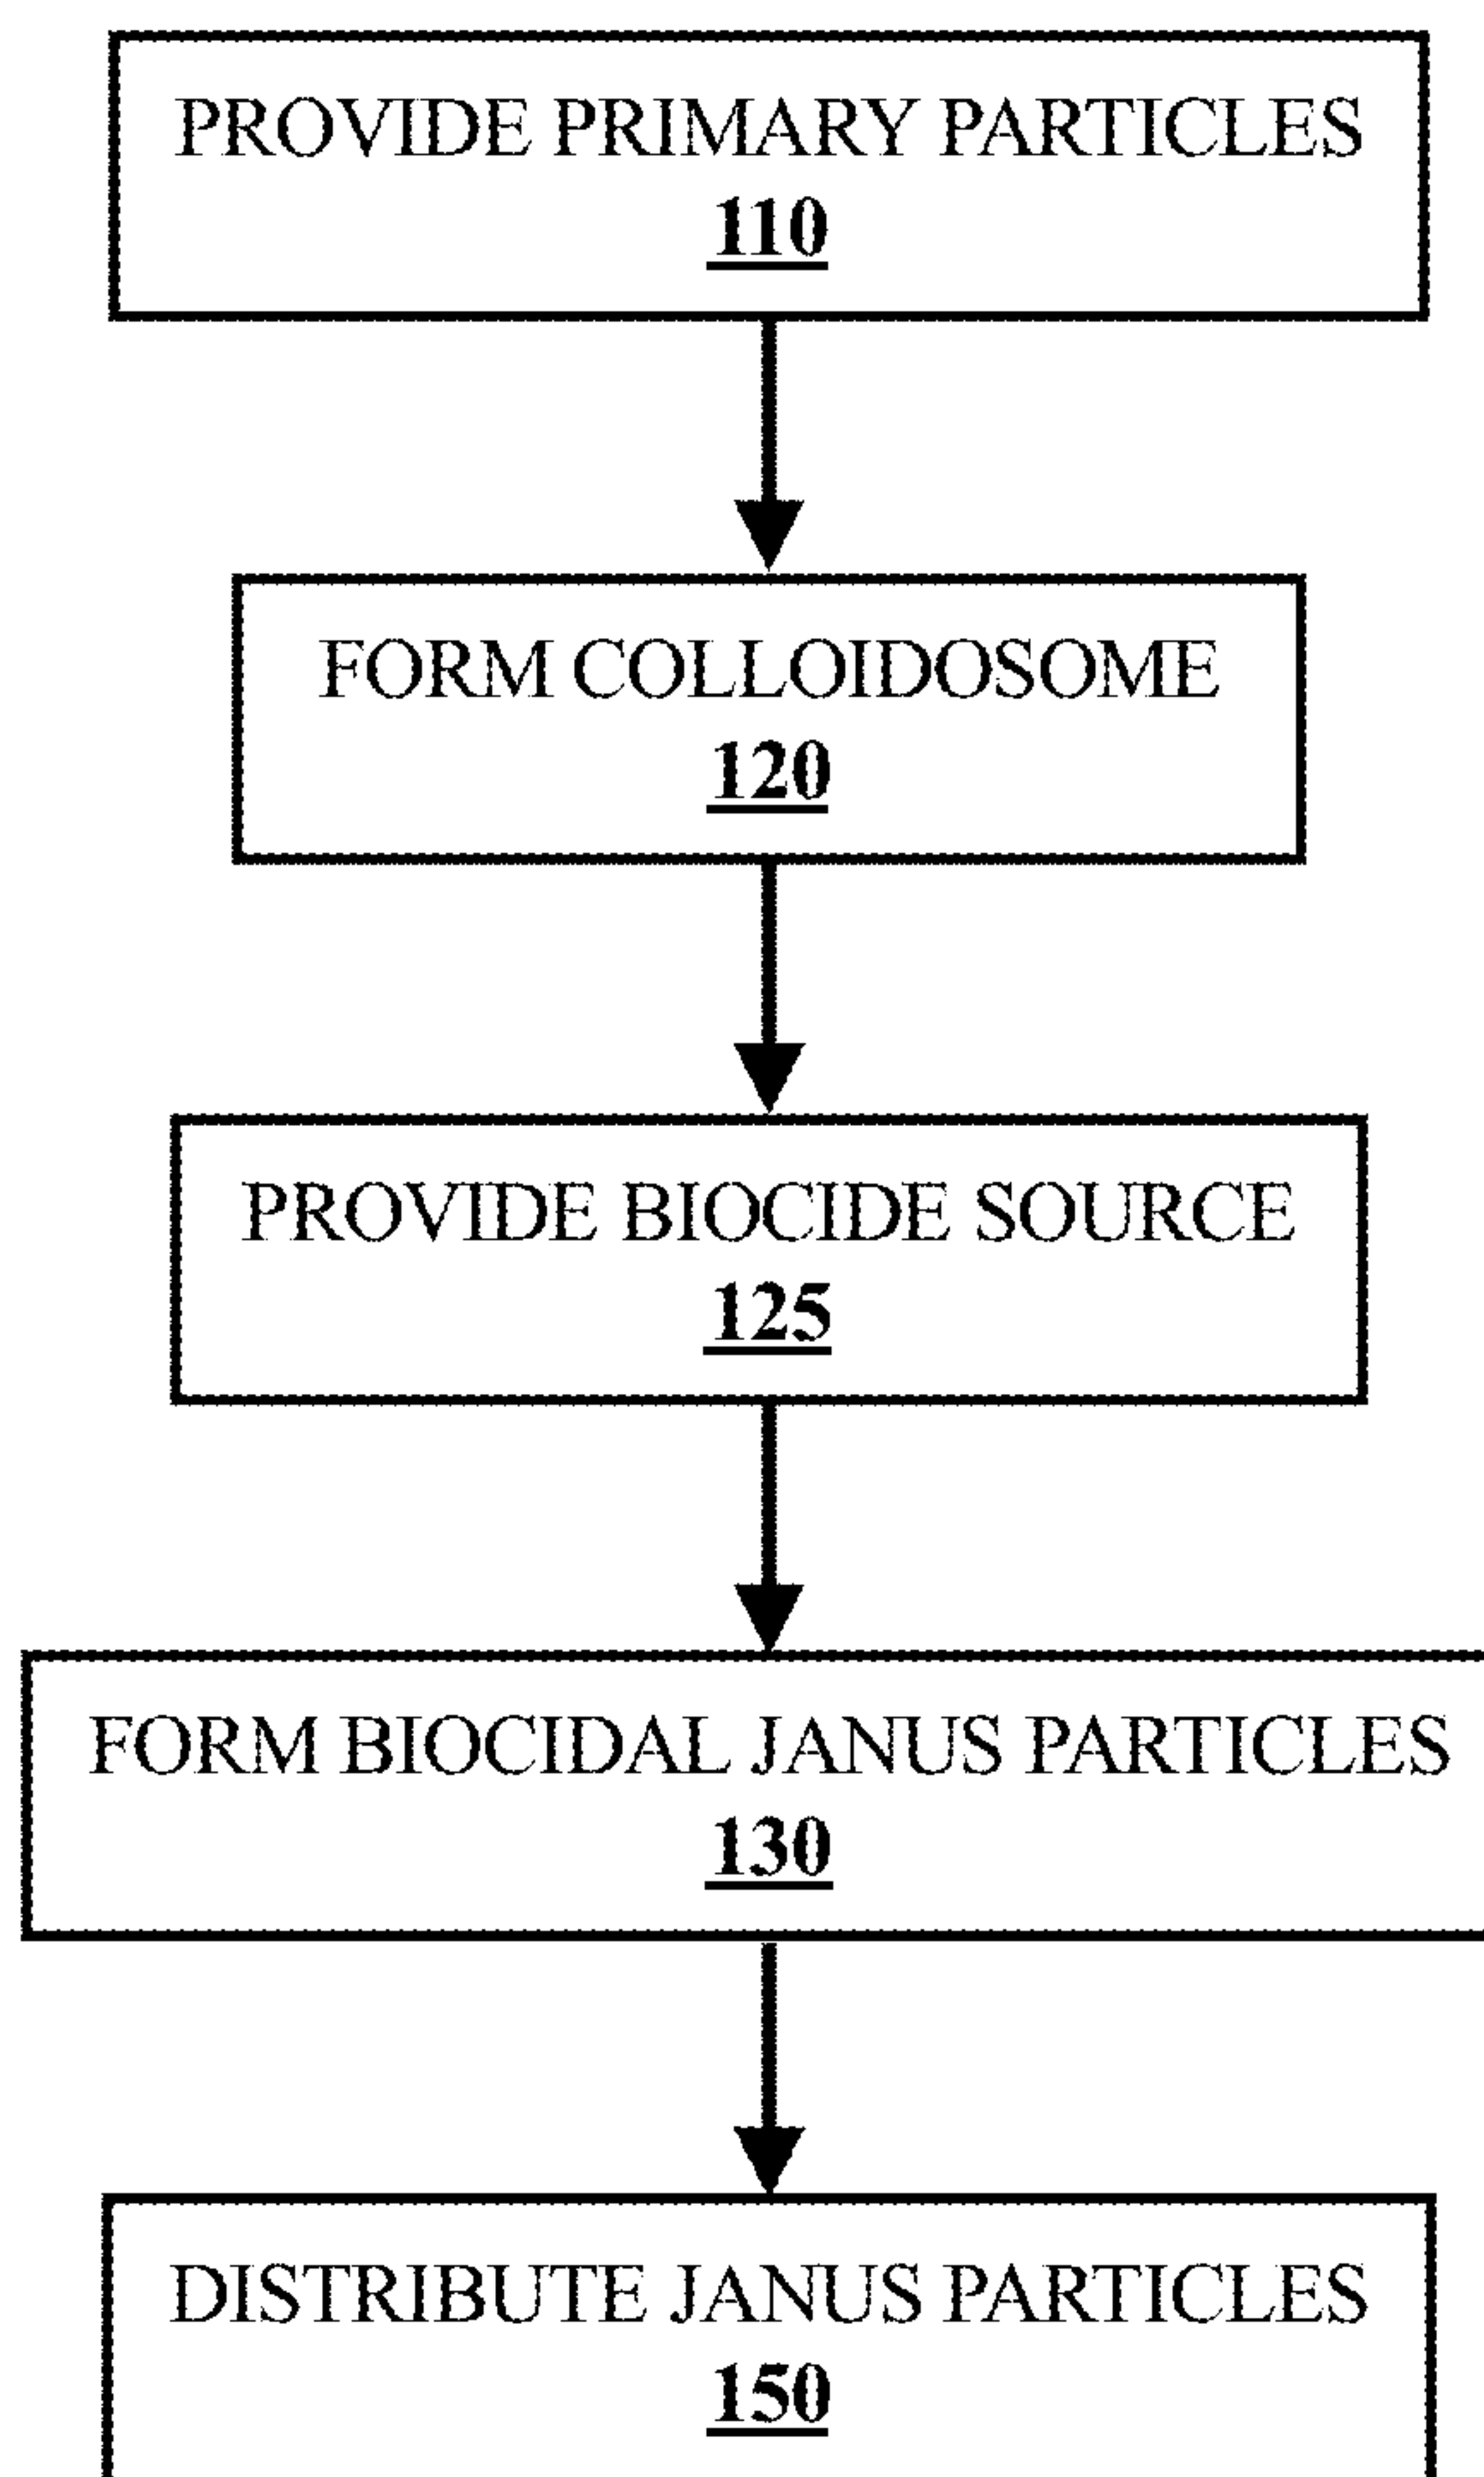 PROVIDE PRIMARY PARTICLES
110
FORM COLLOIDOSOME
120
PROVIDE BIOCIDE SOURCE
125
FORM BIOCIDAL JANUS PARTICLES
130
DISTRIBUTE JANUS PARTICLES
150